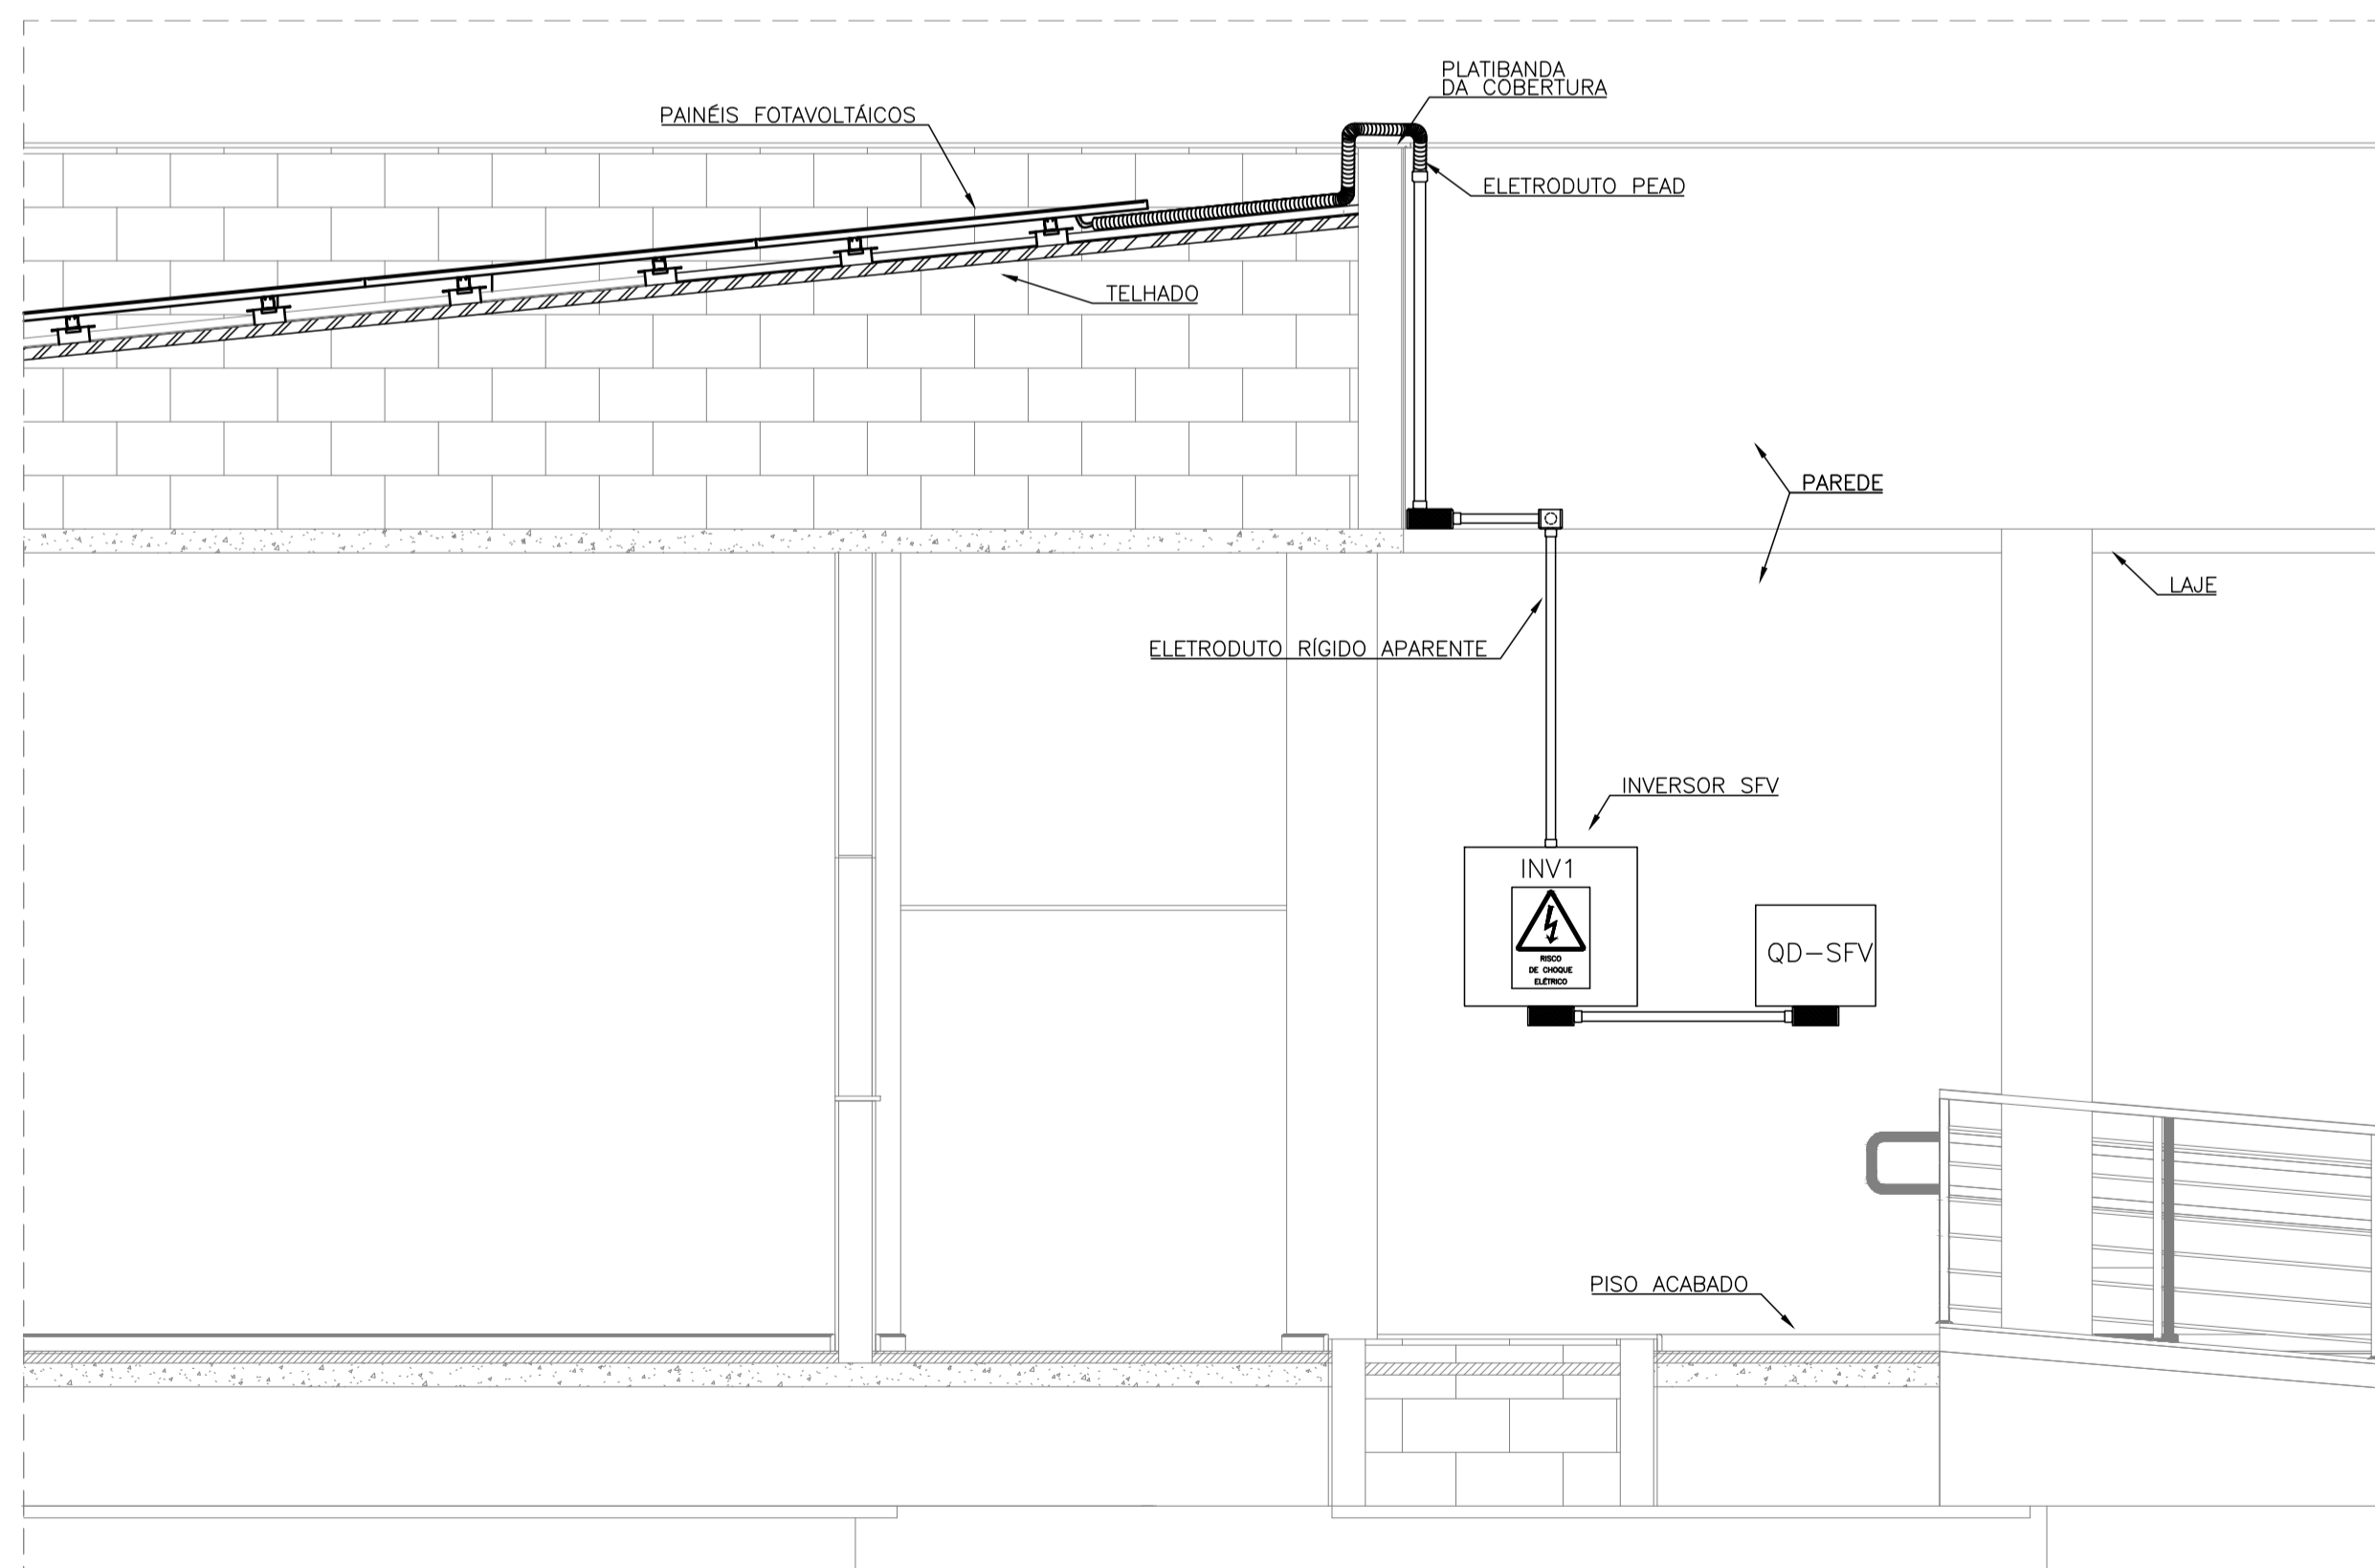 PLATIBANDA
DA COBERTURA
PAINÉIS FOTAVOLTÁICOS
ELETRODUTO PEAD
TELHADO
PAREDE
LAJE
ELETRODUTO RÍGIDO APARENTE
INVERSOR SFV
INV1
RISCO
DE CHOQUE
ELÉTRICO
QD-SFV
PISO ACABADO